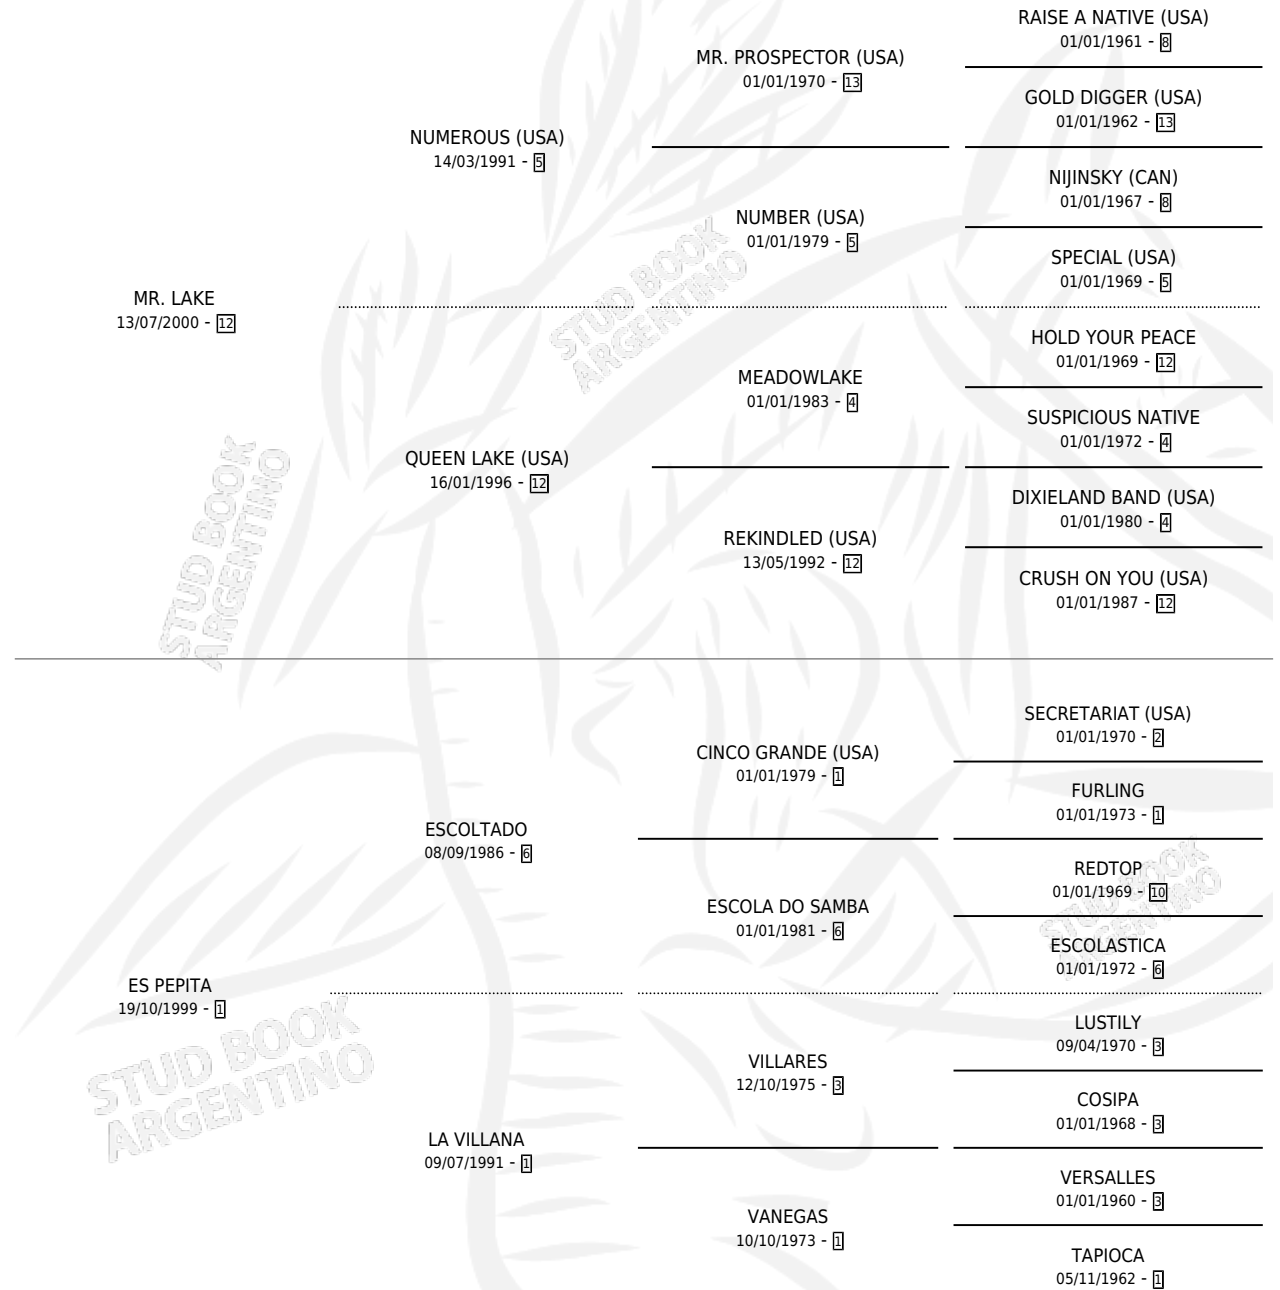 RAISE A NATIVE (USA)
01/01/1961 - 8
MR. PROSPECTOR (USA)
01/01/1970 - 13
GOLD DIGGER (USA)
01/01/1962 - 13
NUMEROUS (USA)
14/03/1991 - 5
NIJINSKY (CAN)
01/01/1967 - 8
NUMBER (USA)
01/01/1979 - 5
SPECIAL (USA)
01/01/1969 - 5
MR. LAKE
13/07/2000 - 12
HOLD YOUR PEACE
01/01/1969 - 12
MEADOWLAKE
01/01/1983 - 4
SUSPICIOUS NATIVE
01/01/1972 - 4
QUEEN LAKE (USA)
16/01/1996 - 12
DIXIELAND BAND (USA)
01/01/1980 - 4
REKINDLED (USA)
13/05/1992 - 12
CRUSH ON YOU (USA)
01/01/1987 - 12
SECRETARIAT (USA)
01/01/1970 - 2
CINCO GRANDE (USA)
01/01/1979 - 1
FURLING
01/01/1973 - 1
ESCOLTADO
08/09/1986 - 6
REDTOP
01/01/1969 - 10
ESCOLA DO SAMBA
01/01/1981 - 6
ESCOLASTICA
01/01/1972 - 6
ES PEPITA
19/10/1999 - 1
LUSTILY
09/04/1970 - 3
VILLARES
12/10/1975 - 3
COSIPA
01/01/1968 - 3
LA VILLANA
09/07/1991 - 1
VERSALLES
01/01/1960 - 3
VANEGAS
10/10/1973 - 1
TAPIOCA
05/11/1962 - 1
STUD BOOK
ARGENTINO
STUD BOOK
ARGENTINO
STUD BOOK
ARGENTINO
STUD BOOK
ARGENTINO